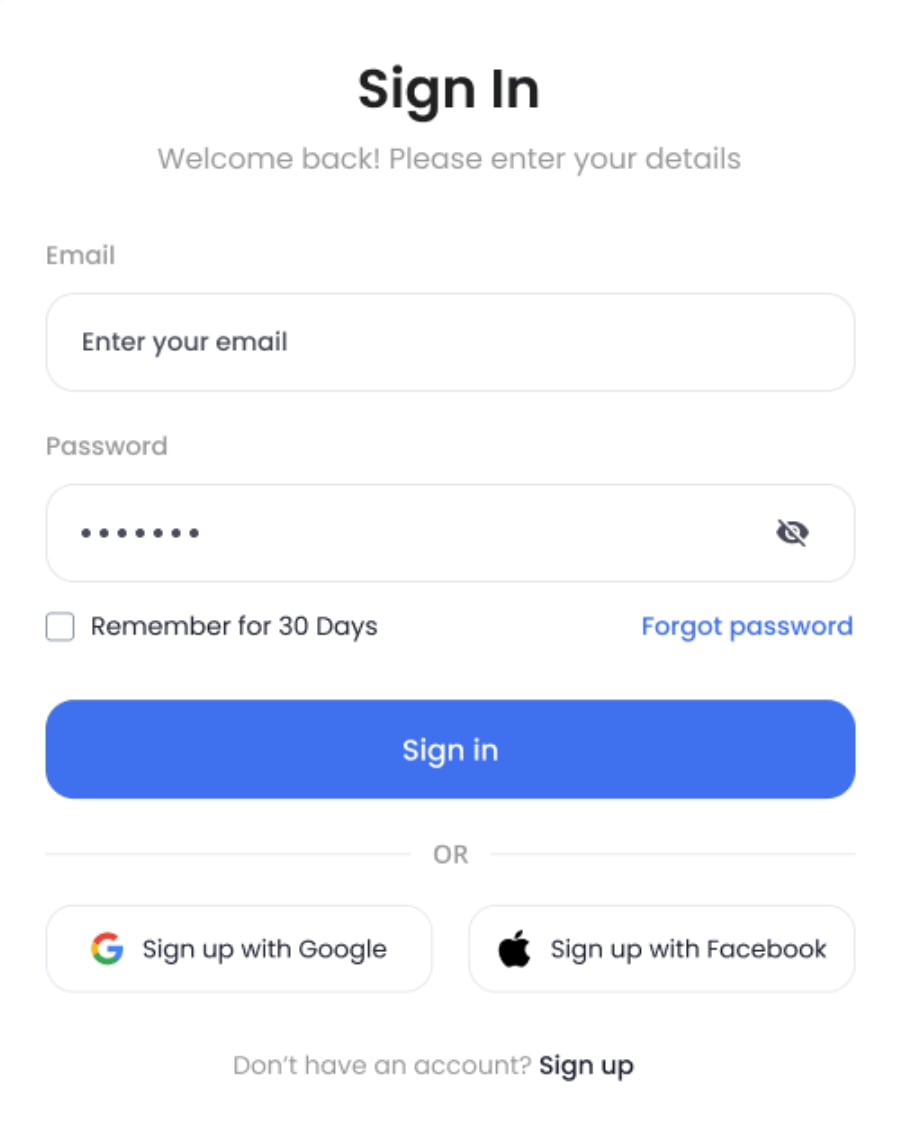 Sign In
Welcome back! Please enter your details
Email
Enter your email
Password
•••••••
Remember for 30 Days Forgot password
Sign in
OR
Sign up with Google Sign up with Facebook
Don’t have an account? Sign up